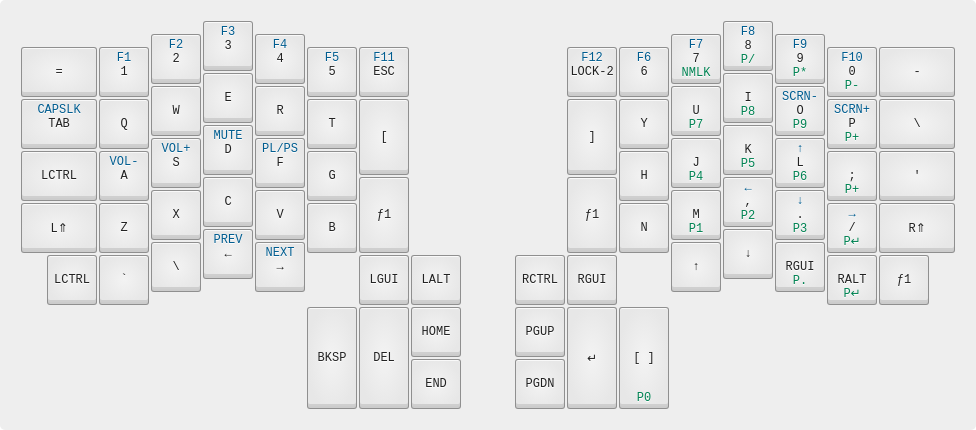 F3
3
F8
8
P/
F2
2
F4
4
F7
7
NMLK
F9
9
P*
=
F1
1
F5
5
F11
ESC
F12
LOCK-2
F6
6
F10
0
P-
-
E
I
P8
W
R
U
P7
SCRN-
O
P9
CAPSLK
TAB
Q
T
[
]
Y
SCRN+
P
P+
\
MUTE
D
K
P5
VOL+
S
PL/PS
F
J
P4
↑
L
P6
LCTRL
VOL-
A
G
H
;
P+
'
C
←
,
P2
X
V
M
P1
↓
.
P3
L⇑
Z
B
ƒ1
ƒ1
N
→
/
P↵
R⇑
PREV
←
↓
\
NEXT
→
↑
RGUI
P.
LCTRL
`
LGUI
LALT
RCTRL
RGUI
RALT
P↵
ƒ1
BKSP
DEL
HOME
PGUP
↵
[ ]
P0
END
PGDN